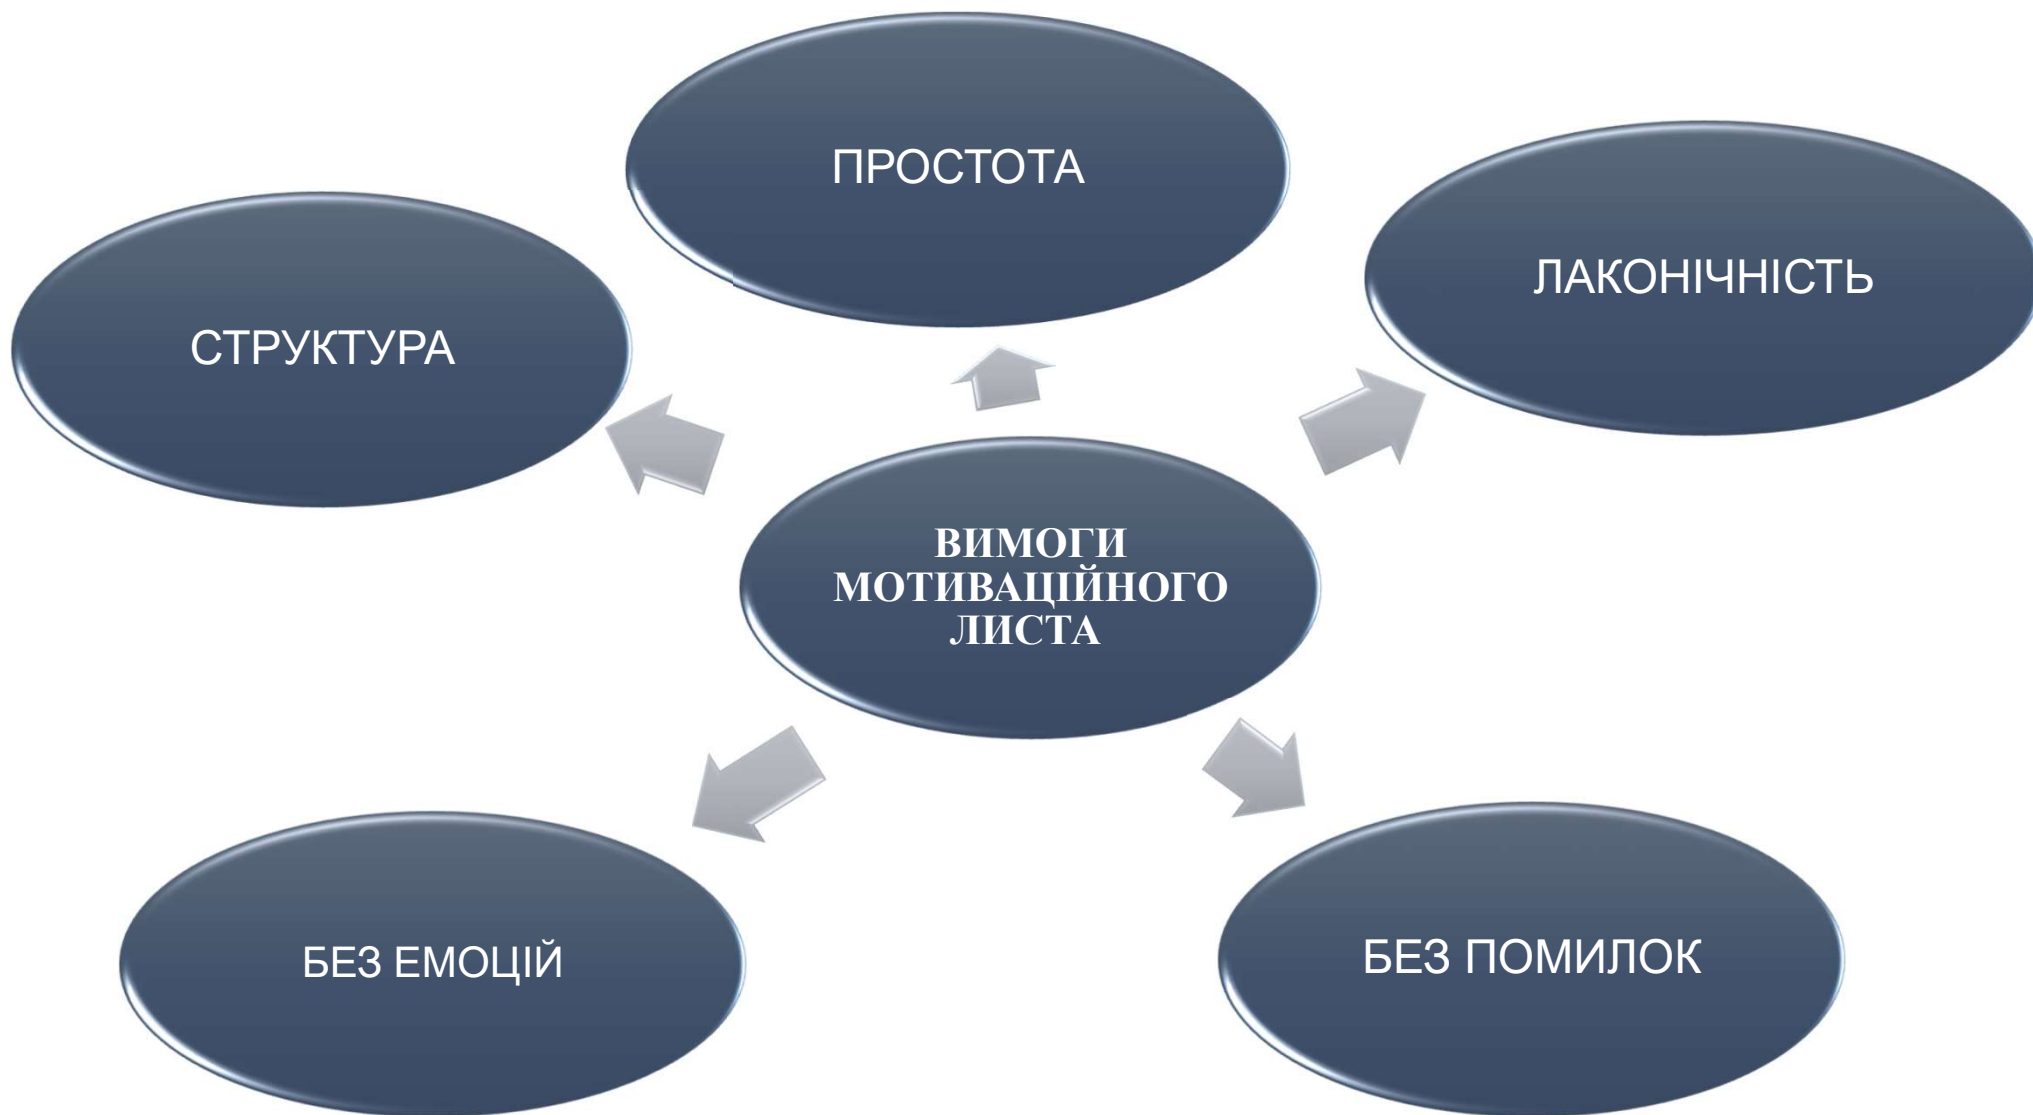 ПРОСТОТА
ЛАКОНІЧНІСТЬ
СТРУКТУРА
ВИМОГИ
МОТИВАЦІЙНОГО
ЛИСТА
БЕЗ ЕМОЦІЙ
БЕЗ ПОМИЛОК